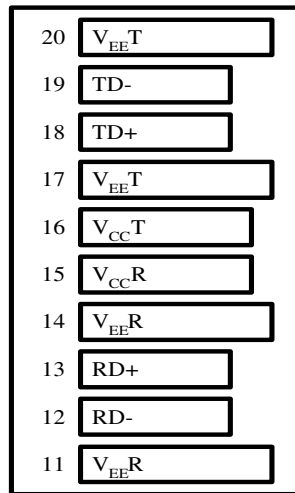 20 VEET
19 TD-
18 TD+
17 VEET
16 VCCT
15 VCCR
14 VEER
13 RD+
12 RD-
11 VEER